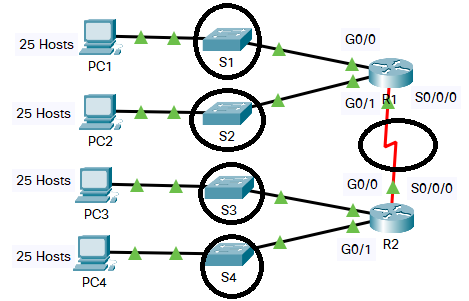 25 Hosts
PC1
S1
G0/0
R1
S0/0/0
25 Hosts
PC2
S2
G0/1
25 Hosts
PC3
S3
G0/0
S0/0/0
R2
25 Hosts
PC4
S4
G0/1